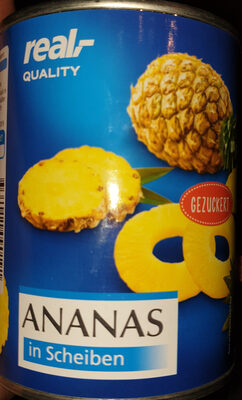 real,-
QUALITY
GEZUCKERT
ANANAS
in Scheiben